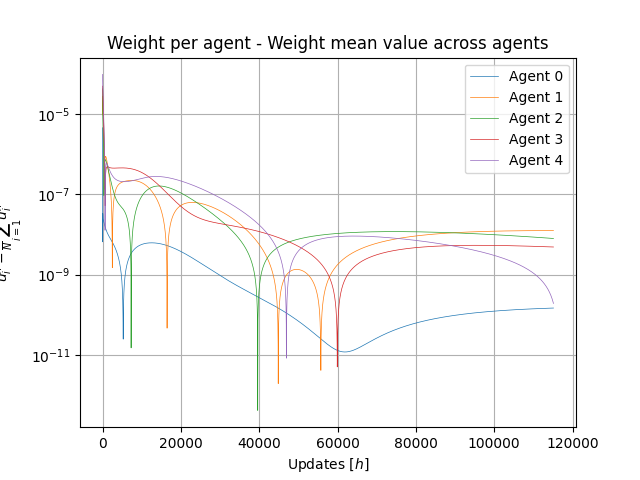 Weight per agent - Weight mean value across agents
Agent 0
Agent 1
Agent 2
Agent 3
Agent 4
10⁻⁵
10⁻⁷
10⁻⁹
10⁻¹¹
0
20000
40000
60000
80000
100000
120000
Updates [h]